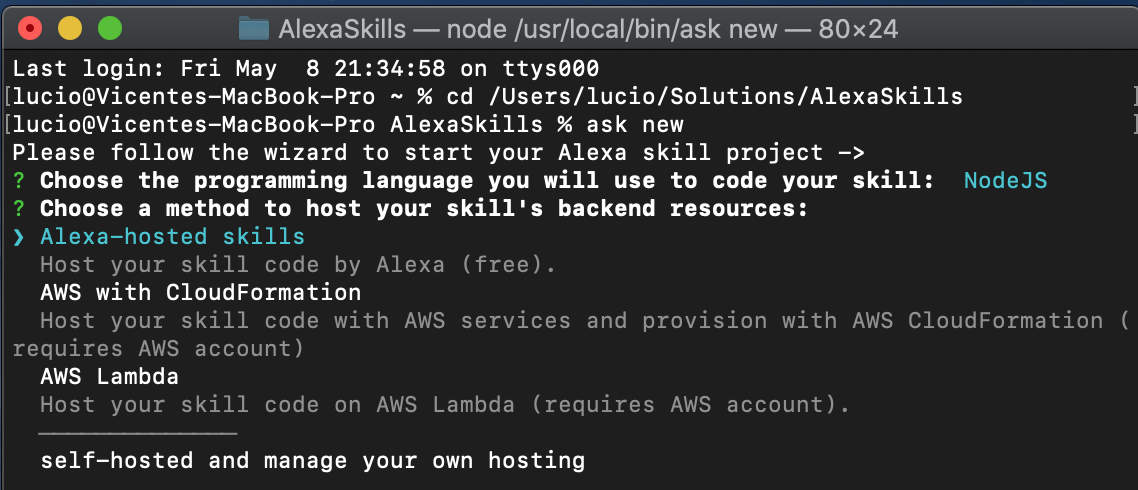 AlexaSkills — node /usr/local/bin/ask new — 80×24
Last login: Fri May  8 21:34:58 on ttys000
[lucio@Vicentes-MacBook-Pro ~ % cd /Users/lucio/Solutions/AlexaSkills ]
[lucio@Vicentes-MacBook-Pro AlexaSkills % ask new ]
Please follow the wizard to start your Alexa skill project ->
? Choose the programming language you will use to code your skill:  NodeJS
? Choose a method to host your skill's backend resources:
❯ Alexa-hosted skills
Host your skill code by Alexa (free).
AWS with CloudFormation
Host your skill code with AWS services and provision with AWS CloudFormation (
requires AWS account)
AWS Lambda
Host your skill code on AWS Lambda (requires AWS account).
──────────────
self-hosted and manage your own hosting